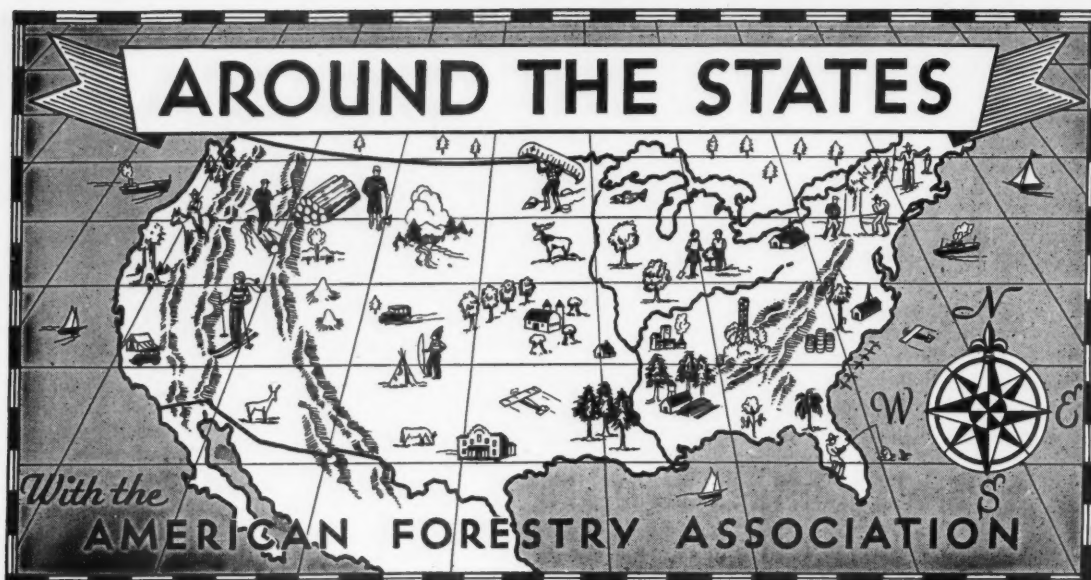 AROUND THE STATES
N
W
E
S
With the
AMERICAN FORESTRY ASSOCIATION